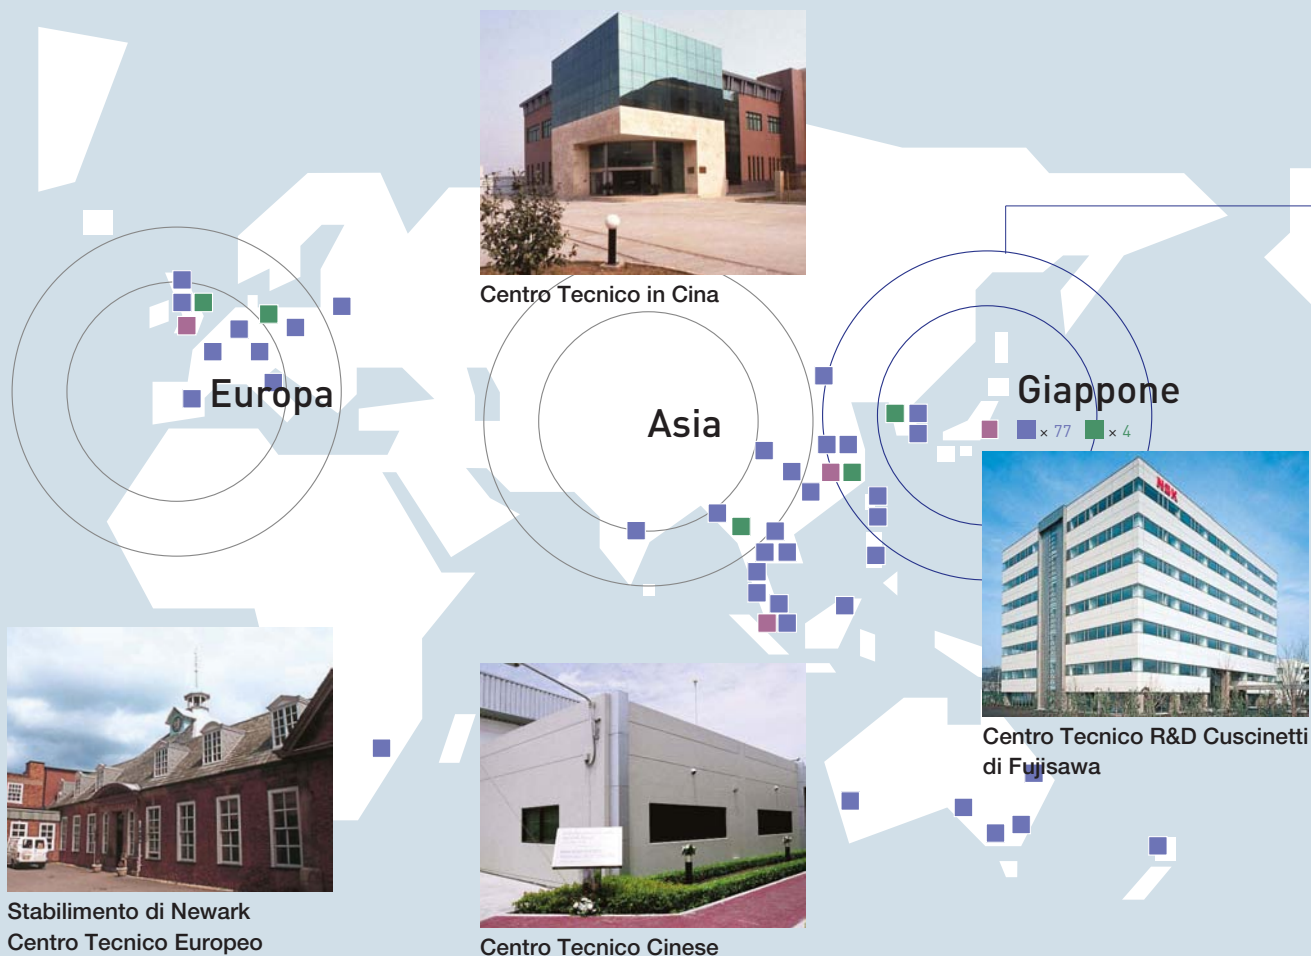 Centro Tecnico in Cina
Europa
Asia
Giappone
× 77 × 4
NSK
Centro Tecnico R&D Cuscinetti
di Fujisawa
Stabilimento di Newark
Centro Tecnico Europeo
Centro Tecnico Cinese